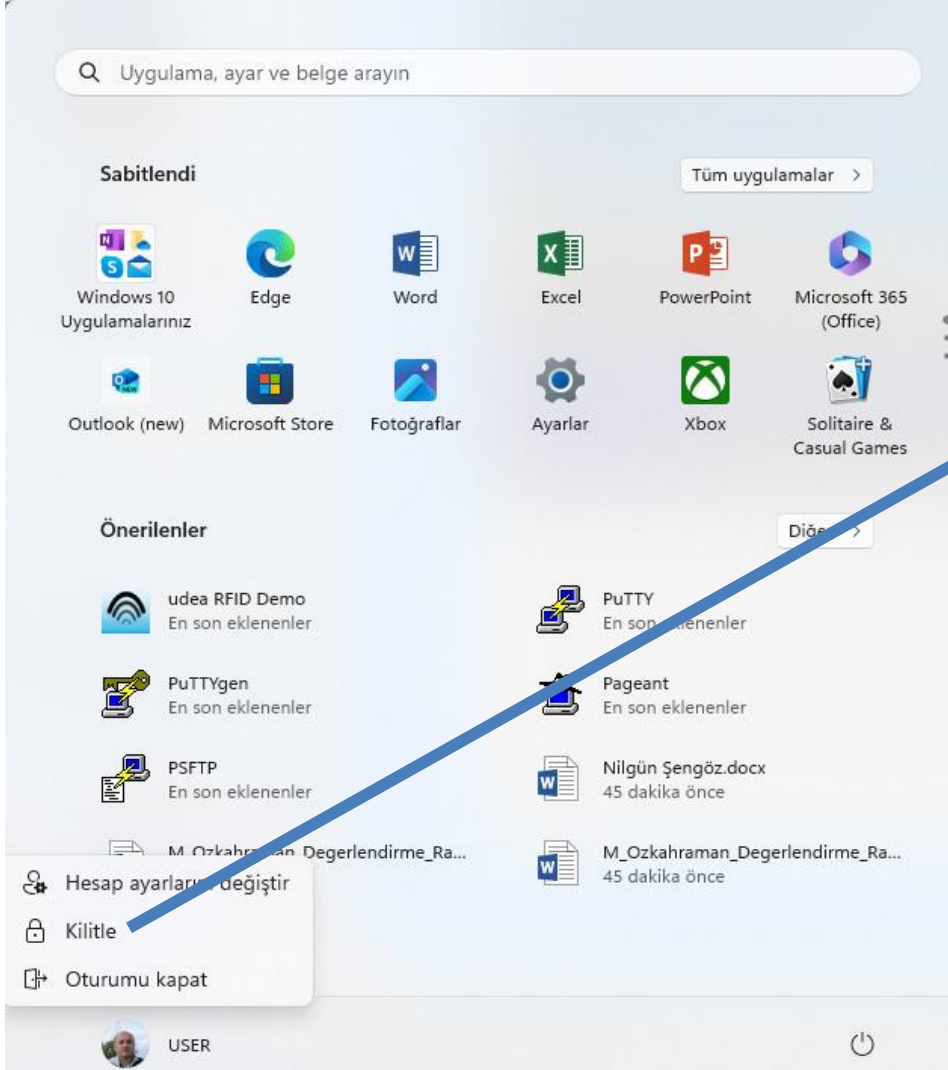 Uygulama, ayar ve belge arayın
Sabitlendi
Tüm uygulamalar >
Windows 10 Uygulamalarınız
Edge
Word
Excel
PowerPoint
Microsoft 365 (Office)
Outlook (new)
Microsoft Store
Fotoğraflar
Ayarlar
Xbox
Solitaire & Casual Games
Önerilenler
udea RFID Demo
En son eklenenler
PuTTY
En son eklenenler
PuTTYgen
En son eklenenler
Pageant
En son eklenenler
PSFTP
En son eklenenler
Nilgün Şengöz.docx
45 dakika önce
M_Ozkahraman_Degerlendirme_Ra...
M_Ozkahraman_Degerlendirme_Ra...
45 dakika önce
Hesap ayarlarını değiştir
Kilitle
Oturumu kapat
USER